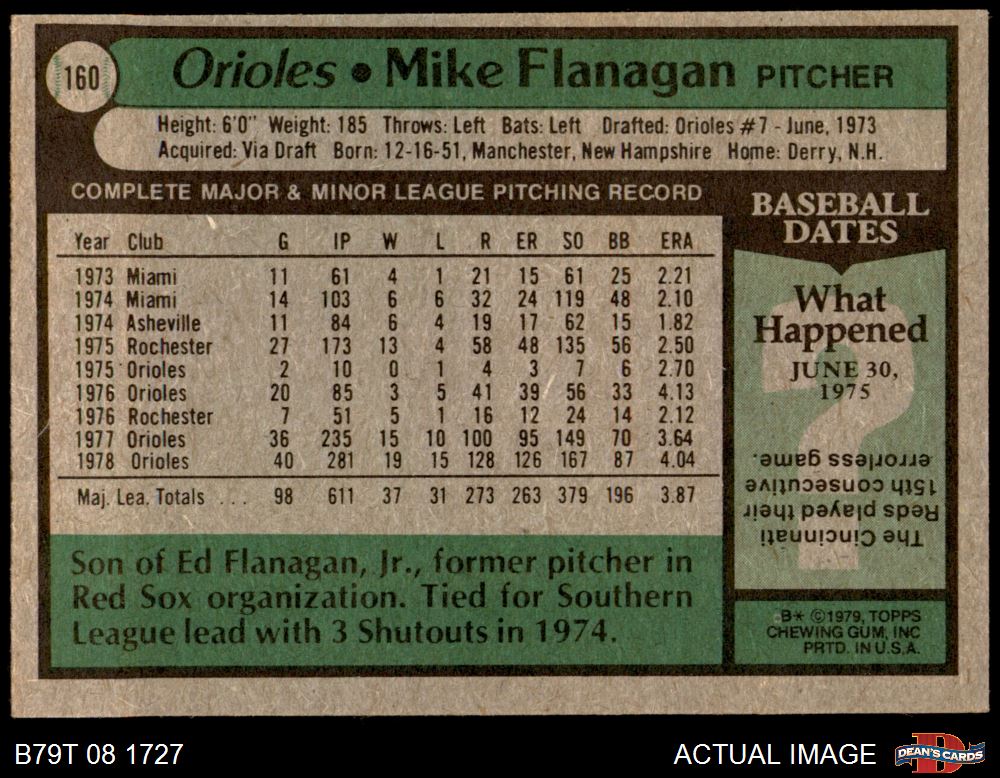 160
Orioles • Mike Flanagan PITCHER
Height: 6'0" Weight: 185 Throws: Left Bats: Left Drafted: Orioles #7 - June, 1973
Acquired: Via Draft Born: 12-16-51, Manchester, New Hampshire Home: Derry, N.H.
COMPLETE MAJOR & MINOR LEAGUE PITCHING RECORD
Year Club G IP W L R ER SO BB ERA
1973 Miami 11 61 4 1 21 15 61 25 2.21
1974 Miami 14 103 6 6 32 24 119 48 2.10
1974 Asheville 11 84 6 4 19 17 62 15 1.82
1975 Rochester 27 173 13 4 58 48 135 56 2.50
1975 Orioles 2 10 0 1 4 3 7 6 2.70
1976 Orioles 20 85 3 5 41 39 56 33 4.13
1976 Rochester 7 51 5 1 16 12 24 14 2.12
1977 Orioles 36 235 15 10 100 95 149 70 3.64
1978 Orioles 40 281 19 15 128 126 167 87 4.04
Maj. Lea. Totals ... 98 611 37 31 273 263 379 196 3.87
Son of Ed Flanagan, Jr., former pitcher in
Red Sox organization. Tied for Southern
League lead with 3 Shutouts in 1974.
BASEBALL
DATES
What
Happened
JUNE 30,
1975
?
The Cincinnati
Reds played their
15th consecutive
errorless game.
B* ©1979, TOPPS
CHEWING GUM, INC
PRTD. IN U.S.A.
B79T 08 1727
ACTUAL IMAGE
DEAN'S CARDS